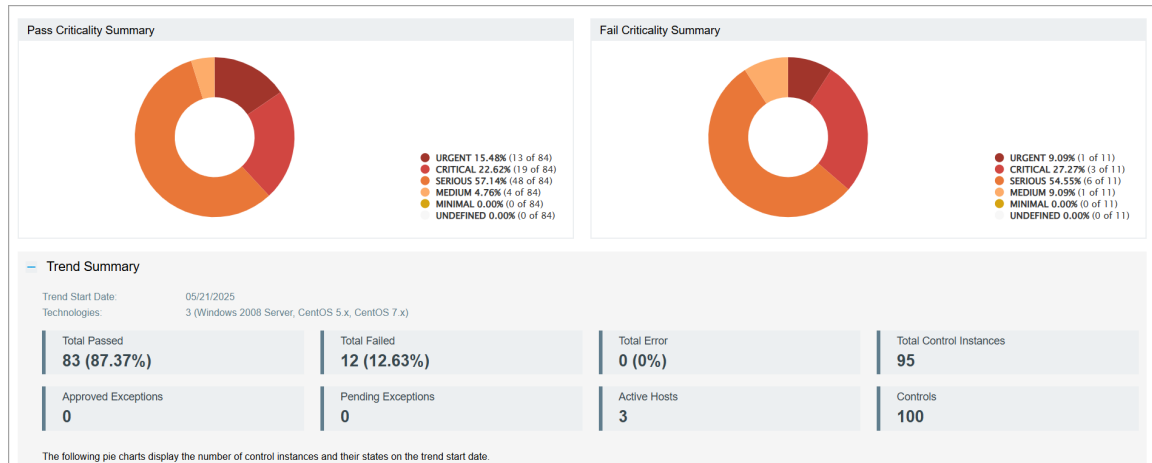 Pass Criticality Summary
URGENT 15.48% (13 of 84)
CRITICAL 22.62% (19 of 84)
SERIOUS 57.14% (48 of 84)
MEDIUM 4.76% (4 of 84)
MINIMAL 0.00% (0 of 84)
UNDEFINED 0.00% (0 of 84)
Fail Criticality Summary
URGENT 9.09% (1 of 11)
CRITICAL 27.27% (3 of 11)
SERIOUS 54.55% (6 of 11)
MEDIUM 9.09% (1 of 11)
MINIMAL 0.00% (0 of 11)
UNDEFINED 0.00% (0 of 11)
Trend Summary
Trend Start Date: 05/21/2025
Technologies: 3 (Windows 2008 Server, CentOS 5.x, CentOS 7.x)
Total Passed
83 (87.37%)
Total Failed
12 (12.63%)
Total Error
0 (0%)
Total Control Instances
95
Approved Exceptions
0
Pending Exceptions
0
Active Hosts
3
Controls
100
The following pie charts display the number of control instances and their states on the trend start date.